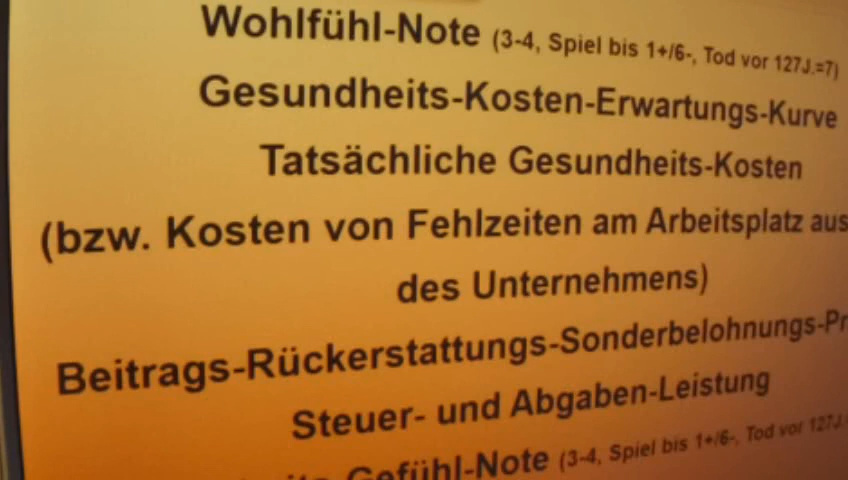 Wohlfühl-Note (3-4, Spiel bis 1+/6-, Tod vor 127J.=7)
Gesundheits-Kosten-Erwartungs-Kurve
Tatsächliche Gesundheits-Kosten
(bzw. Kosten von Fehlzeiten am Arbeitsplatz aus
des Unternehmens)
Beitrags-Rückerstattungs-Sonderbelohnungs-Pr
Steuer- und Abgaben-Leistung
Gefühl-Note (3-4, Spiel bis 1+/6-, Tod vor 127J.